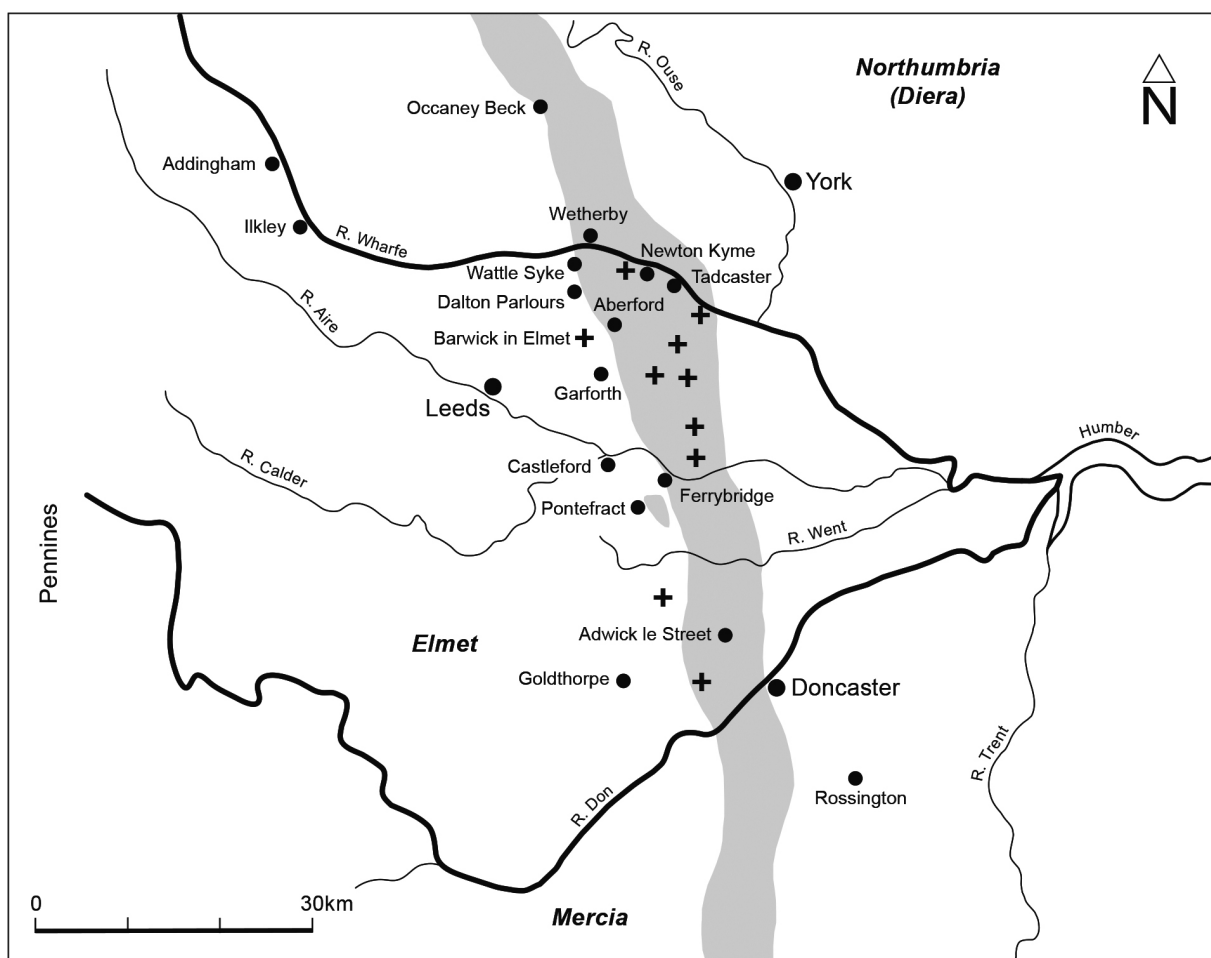 R. Ouse
Northumbria
(Diera)
N
Occaney Beck
Addingham
York
Ilkley
Wetherby
R. Wharfe
Newton Kyme
Wattle Syke
Tadcaster
Dalton Parlours
Aberford
R. Aire
Barwick in Elmet
Garforth
Leeds
Humber
R. Calder
Castleford
Ferrybridge
Pontefract
R. Went
Pennines
Elmet
Adwick le Street
Goldthorpe
Doncaster
R. Trent
R. Don
Rossington
0
30km
Mercia